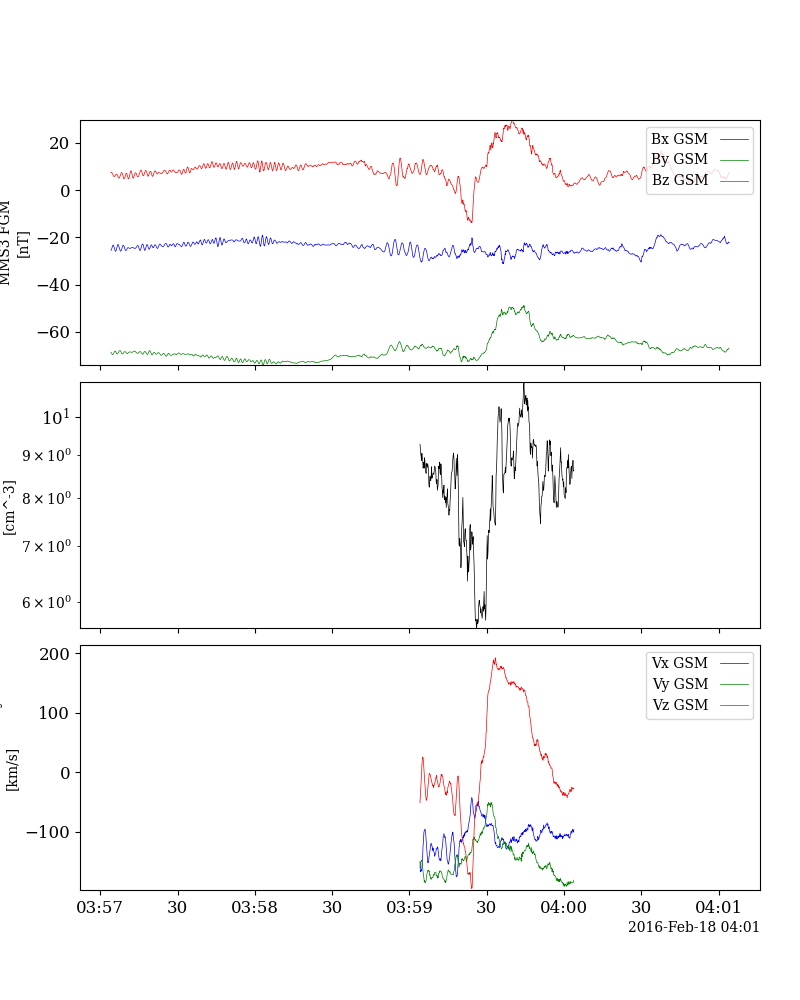 MMS3 FGM
[nT]
20
0
−20
−40
−60
Bx GSM
By GSM
Bz GSM
[cm^-3]
10¹
9 × 10⁰
8 × 10⁰
7 × 10⁰
6 × 10⁰
[km/s]
200
100
0
−100
Vx GSM
Vy GSM
Vz GSM
03:57 30 03:58 30 03:59 30 04:00 30 04:01
2016-Feb-18 04:01